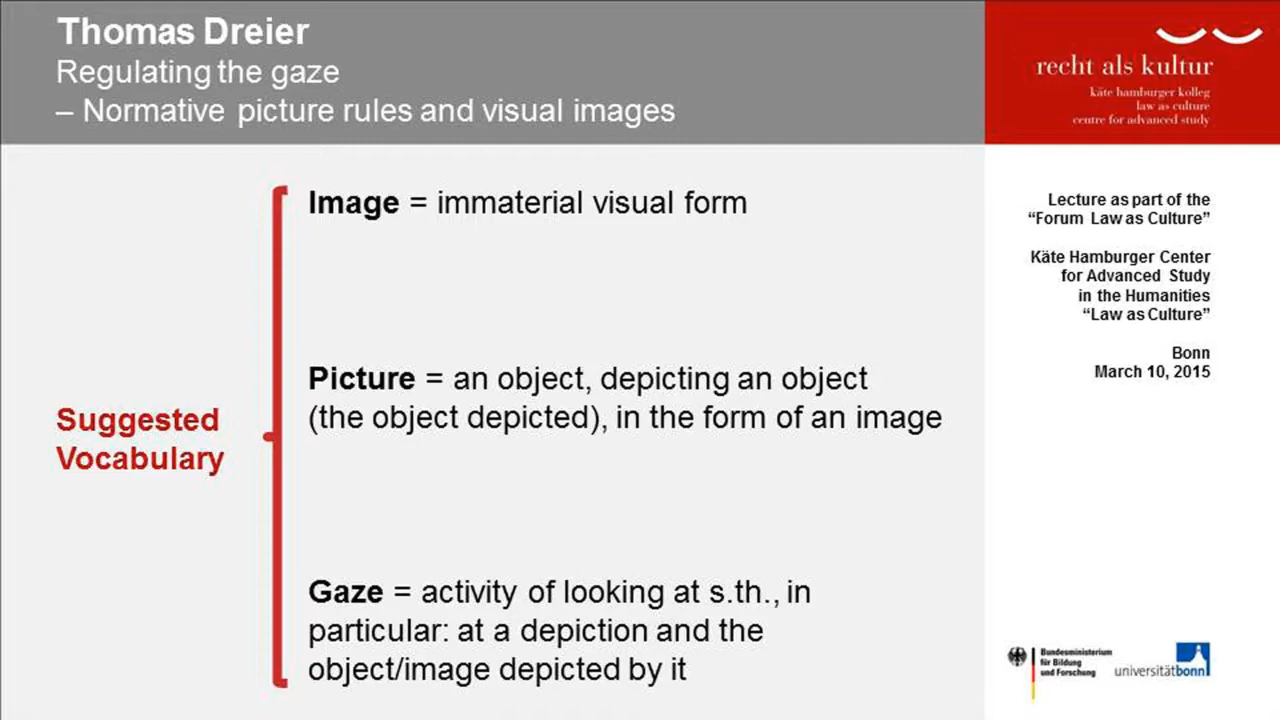 Thomas Dreier
Regulating the gaze
– Normative picture rules and visual images
recht als kultur
käte hamburger kolleg
law as culture
centre for advanced study
Suggested
Vocabulary
Image = immaterial visual form
Picture = an object, depicting an object
(the object depicted), in the form of an image
Gaze = activity of looking at s.th., in
particular: at a depiction and the
object/image depicted by it
Lecture as part of the
“Forum Law as Culture”
Käte Hamburger Center
for Advanced Study
in the Humanities
“Law as Culture”
Bonn
March 10, 2015
Bundesministerium
für Bildung
und Forschung
universitätbonn